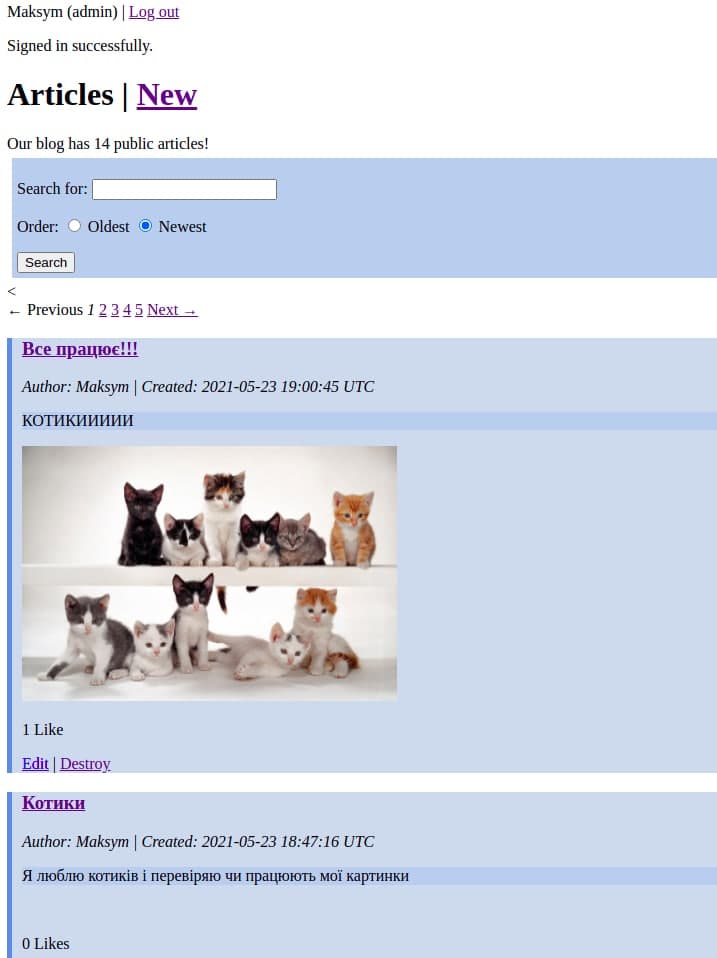 Maksym (admin) | Log out
Signed in successfully.
Articles | New
Our blog has 14 public articles!
Search for:
Order: Oldest Newest
Search
<
← Previous 1 2 3 4 5 Next →
Все працює!!!
Author: Maksym | Created: 2021-05-23 19:00:45 UTC
КОТИКИИИИИ
1 Like
Edit | Destroy
Котики
Author: Maksym | Created: 2021-05-23 18:47:16 UTC
Я люблю котиків і перевіряю чи працюють мої картинки
0 Likes